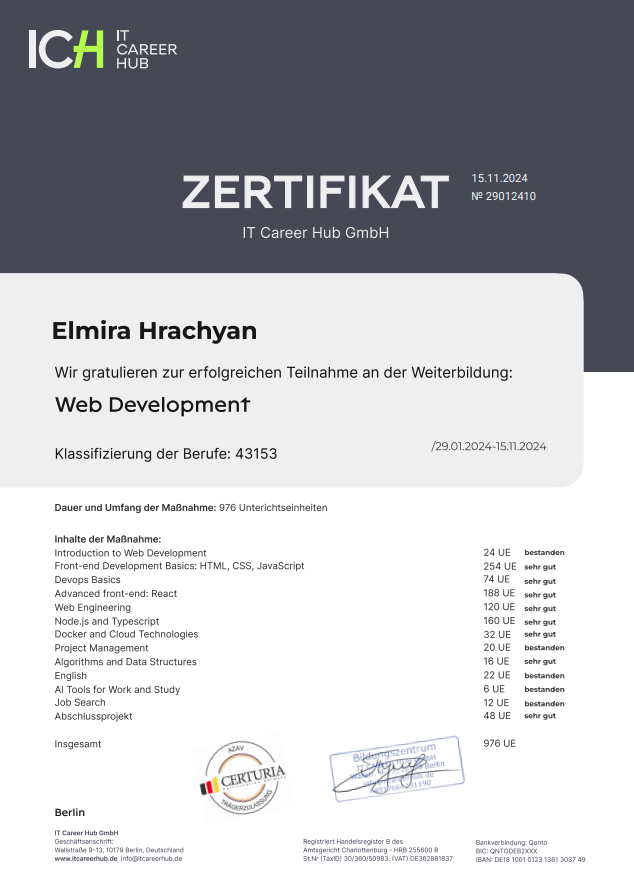 ICH IT
CAREER
HUB
ZERTIFIKAT
15.11.2024
№ 29012410
IT Career Hub GmbH
Elmira Hrachyan
Wir gratulieren zur erfolgreichen Teilnahme an der Weiterbildung:
Web Development
Klassifizierung der Berufe: 43153
/29.01.2024-15.11.2024
Dauer und Umfang der Maßnahme: 976 Unterichtseinheiten
Inhalte der Maßnahme:
Introduction to Web Development 24 UE bestanden
Front-end Development Basics: HTML, CSS, JavaScript 254 UE sehr gut
Devops Basics 74 UE sehr gut
Advanced front-end: React 188 UE sehr gut
Web Engineering 120 UE sehr gut
Node.js and Typescript 160 UE sehr gut
Docker and Cloud Technologies 32 UE sehr gut
Project Management 20 UE bestanden
Algorithms and Data Structures 16 UE sehr gut
English 22 UE bestanden
AI Tools for Work and Study 6 UE bestanden
Job Search 12 UE bestanden
Abschlussprojekt 48 UE sehr gut
Insgesamt 976 UE
AZAV
CERTURIA
TRÄGERZULASSUNG
Bildungszentrum
Berlin
Berlin
IT Career Hub GmbH
Geschäftsanschrift:
Wallstraße 9-13, 10179 Berlin, Deutschland
www.itcareerhub.de info@itcareerhub.de
Registriert Handelsregister B des
Amtsgericht Charlottenburg - HRB 255600 B
St.Nr (TaxID) 30/360/50983, (VAT) DE362881837
Bankverbindung: Qonto
BIC: QNTODEB2XXX
IBAN: DE18 1001 0123 1361 3037 49